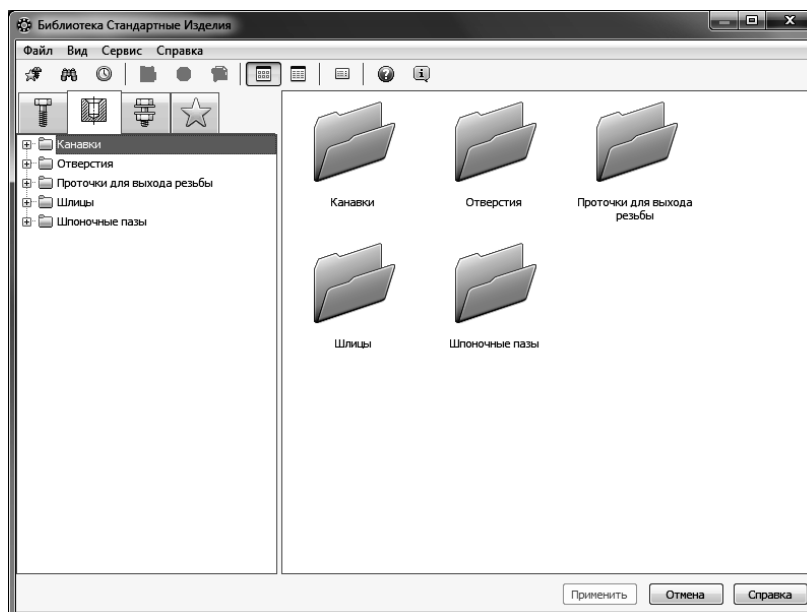 Библиотека Стандартные Изделия
Файл Вид Сервис Справка
Канавки
Отверстия
Проточки для выхода резьбы
Шлицы
Шпоночные пазы
Канавки
Отверстия
Проточки для выхода
резьбы
Шлицы
Шпоночные пазы
Применить
Отмена
Справка